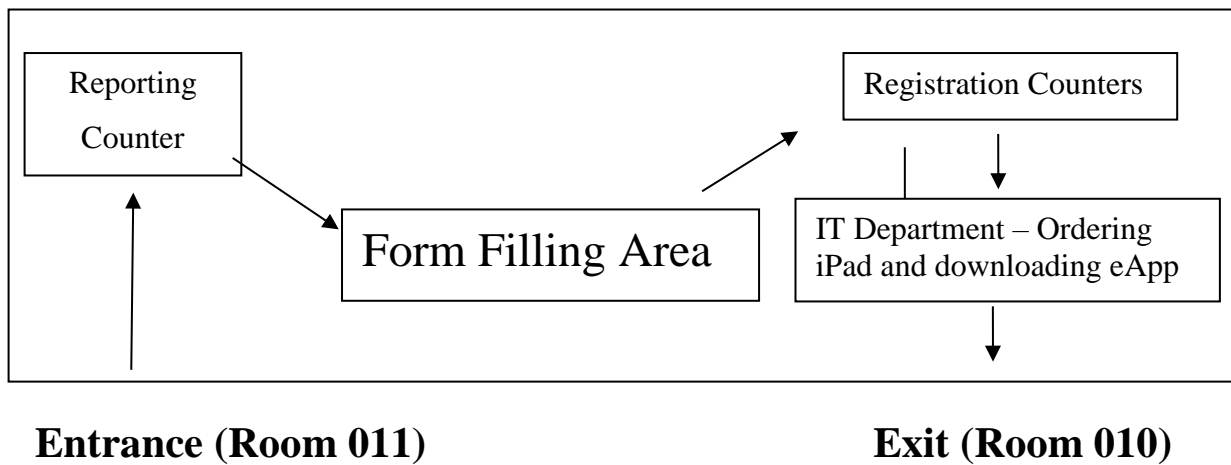 Reporting
Counter
Registration Counters
Form Filling Area
IT Department – Ordering
iPad and downloading eApp
Entrance (Room 011)
Exit (Room 010)